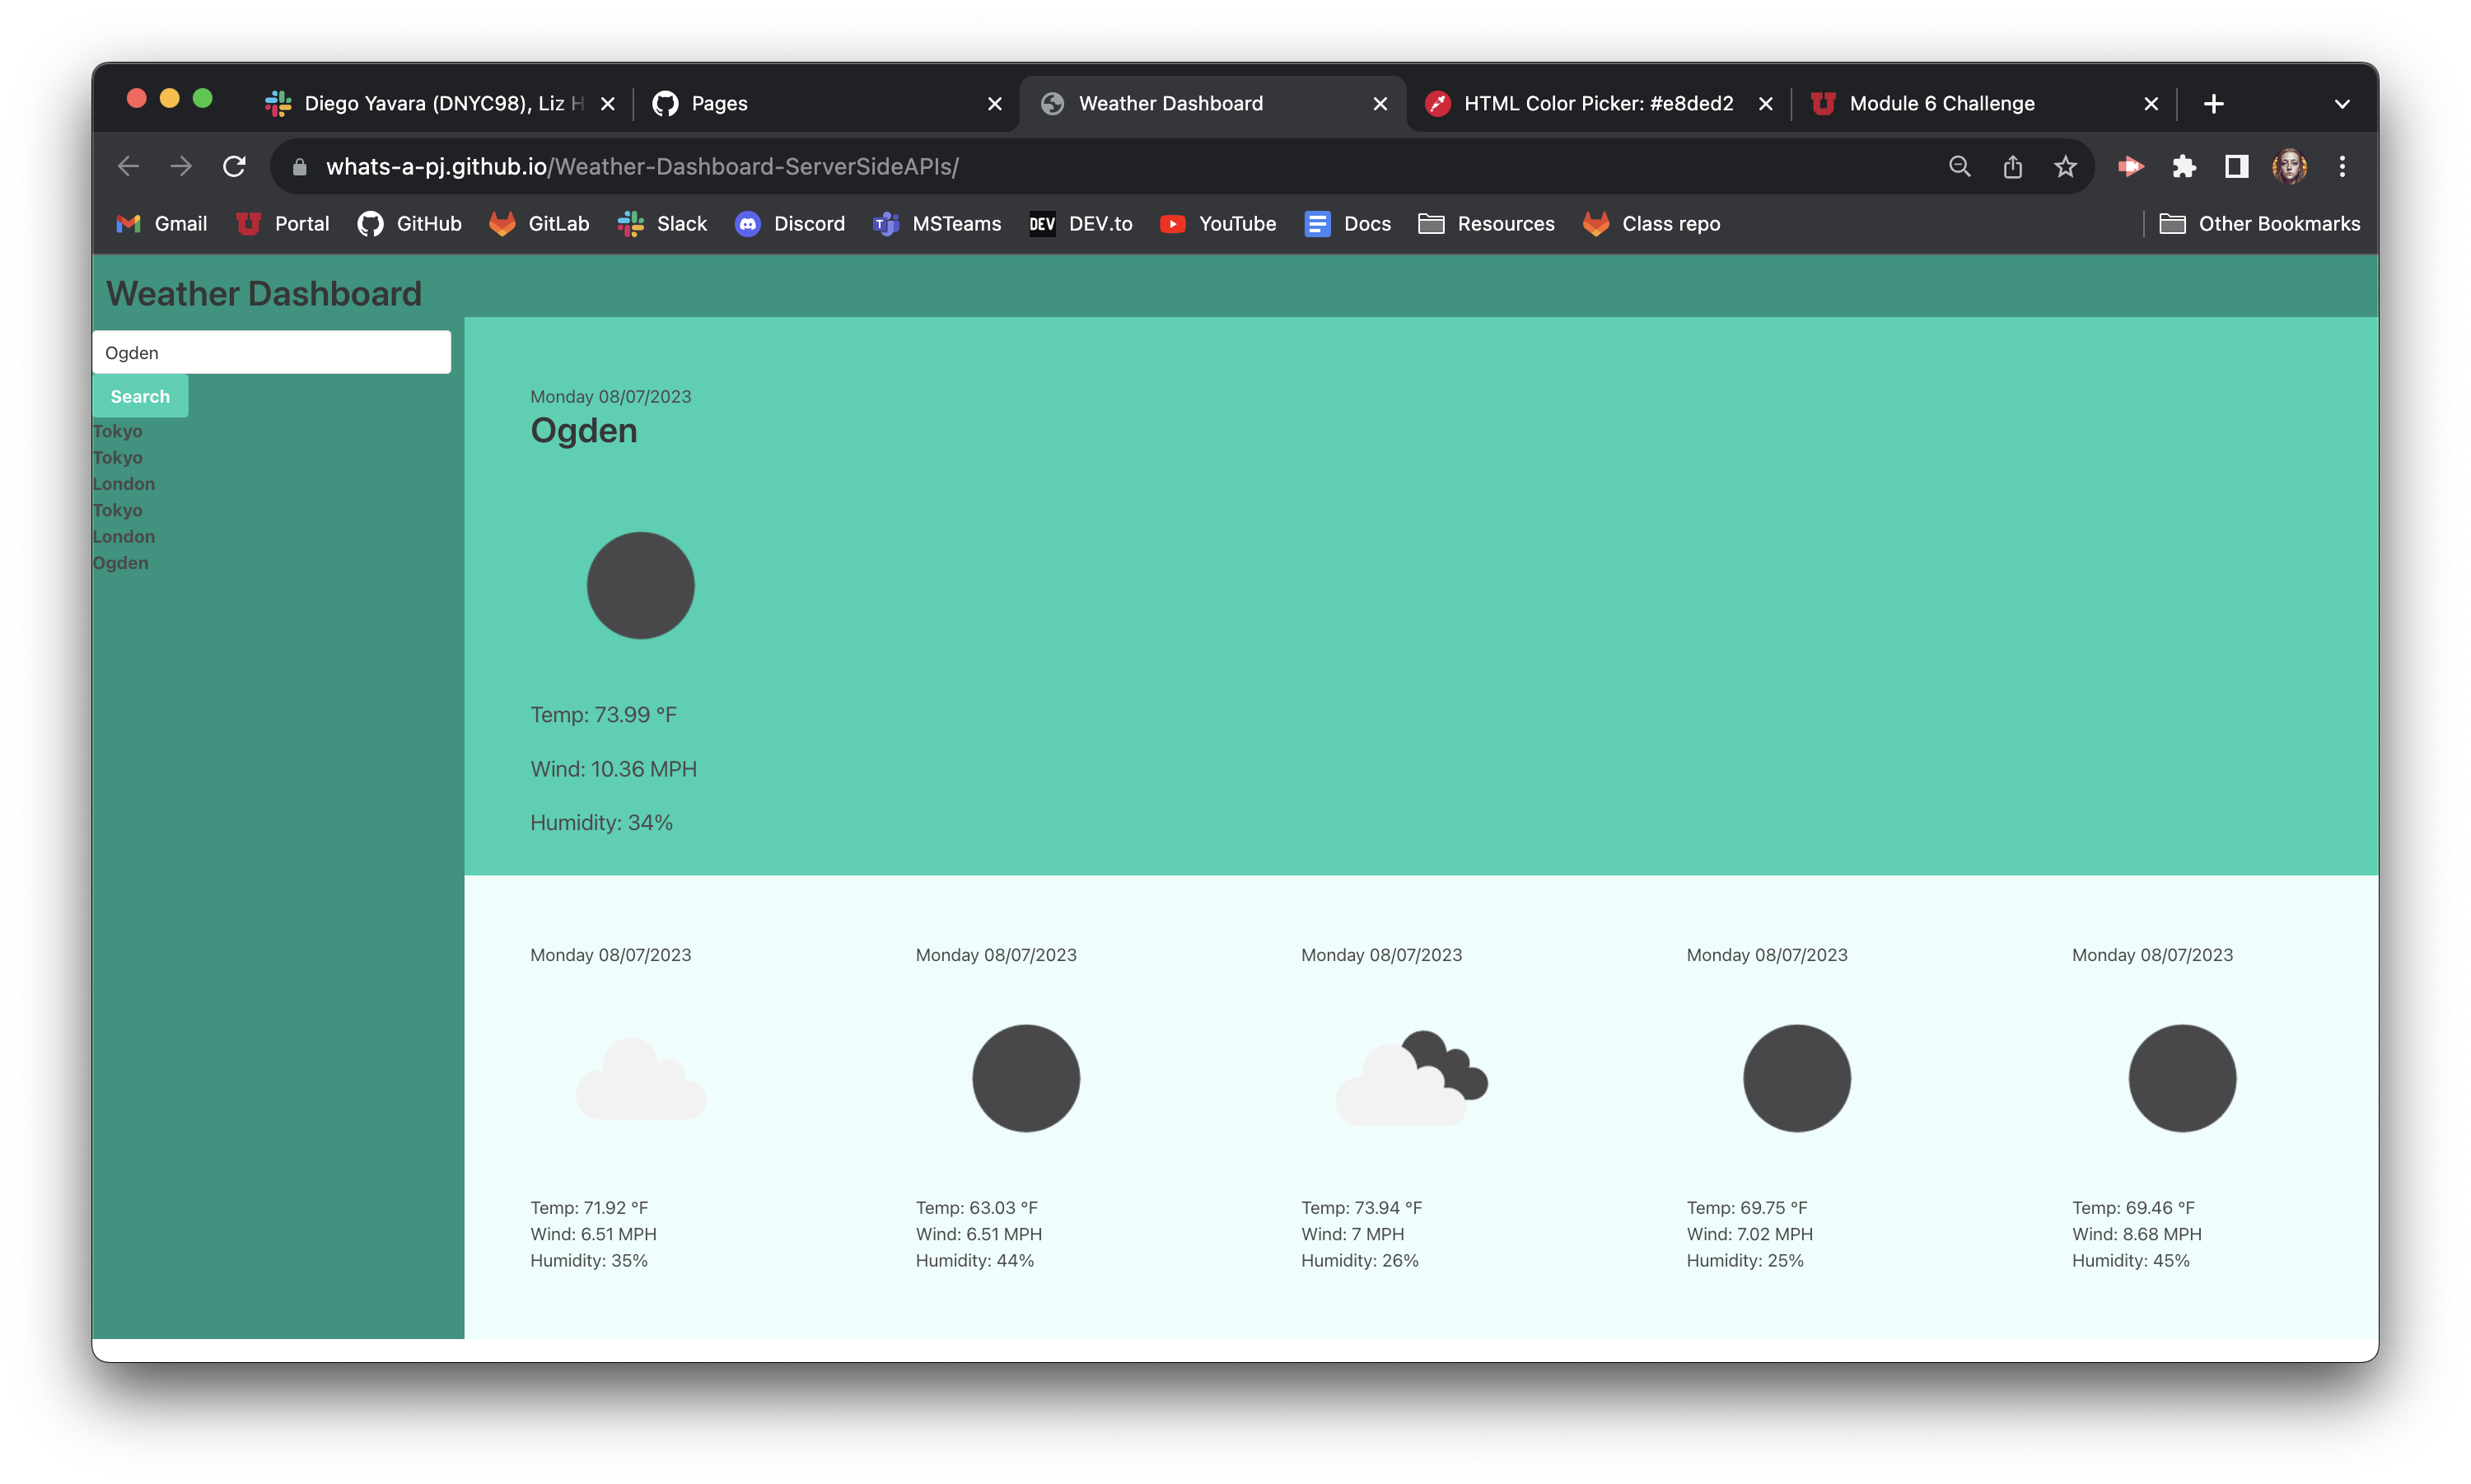 Diego Yavara (DNYC98), Liz H
Pages
Weather Dashboard
HTML Color Picker: #e8ded2
Module 6 Challenge
whats-a-pj.github.io/Weather-Dashboard-ServerSideAPIs/
Gmail
Portal
GitHub
GitLab
Slack
Discord
MSTeams
DEV
DEV.to
YouTube
Docs
Resources
Class repo
Other Bookmarks
Weather Dashboard
Ogden
Search
Tokyo
Tokyo
London
Tokyo
London
Ogden
Monday 08/07/2023
Ogden
Temp: 73.99 °F
Wind: 10.36 MPH
Humidity: 34%
Monday 08/07/2023
Temp: 71.92 °F
Wind: 6.51 MPH
Humidity: 35%
Monday 08/07/2023
Temp: 63.03 °F
Wind: 6.51 MPH
Humidity: 44%
Monday 08/07/2023
Temp: 73.94 °F
Wind: 7 MPH
Humidity: 26%
Monday 08/07/2023
Temp: 69.75 °F
Wind: 7.02 MPH
Humidity: 25%
Monday 08/07/2023
Temp: 69.46 °F
Wind: 8.68 MPH
Humidity: 45%